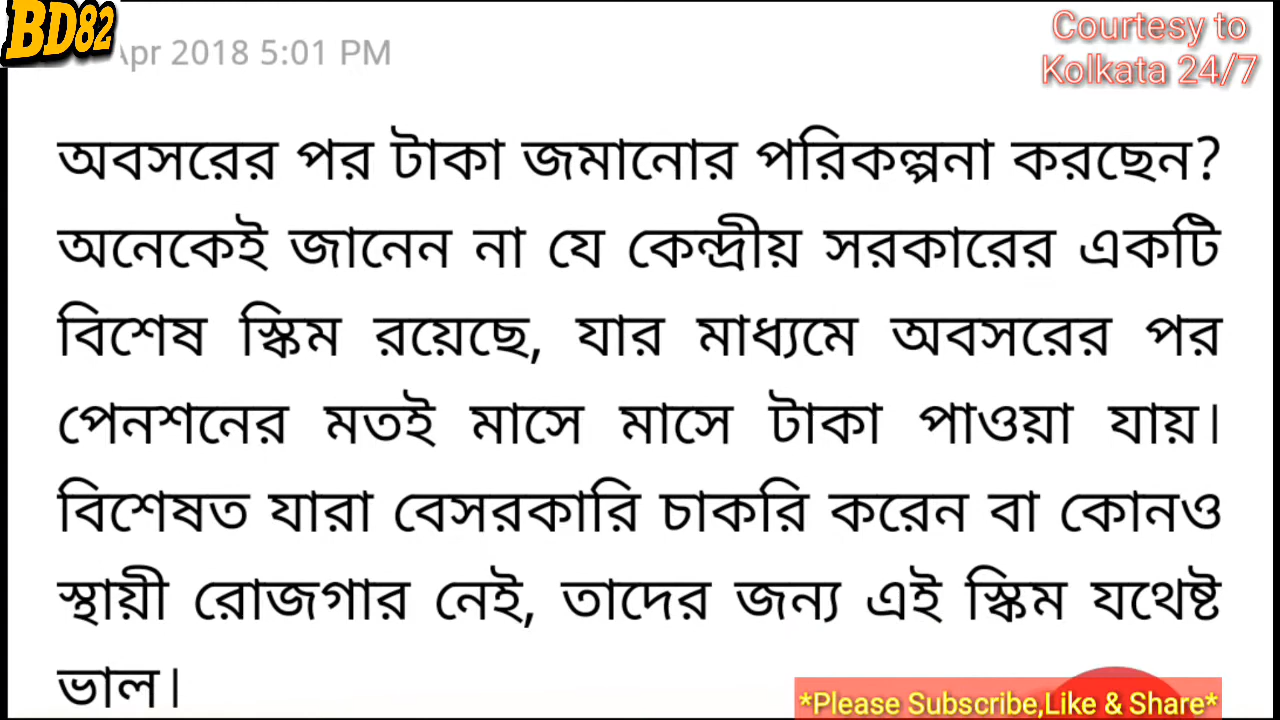 BD82
Apr 2018 5:01 PM
Courtesy to
Kolkata 24/7
অবসরের পর টাকা জমানোর পরিকল্পনা করছেন?
অনেকেই জানেন না যে কেন্দ্রীয় সরকারের একটি
বিশেষ স্কিম রয়েছে, যার মাধ্যমে অবসরের পর
পেনশনের মতই মাসে মাসে টাকা পাওয়া যায়।
বিশেষত যারা বেসরকারি চাকরি করেন বা কোনও
স্থায়ী রোজগার নেই, তাদের জন্য এই স্কিম যথেষ্ট
ভাল।
*Please Subscribe,Like & Share*